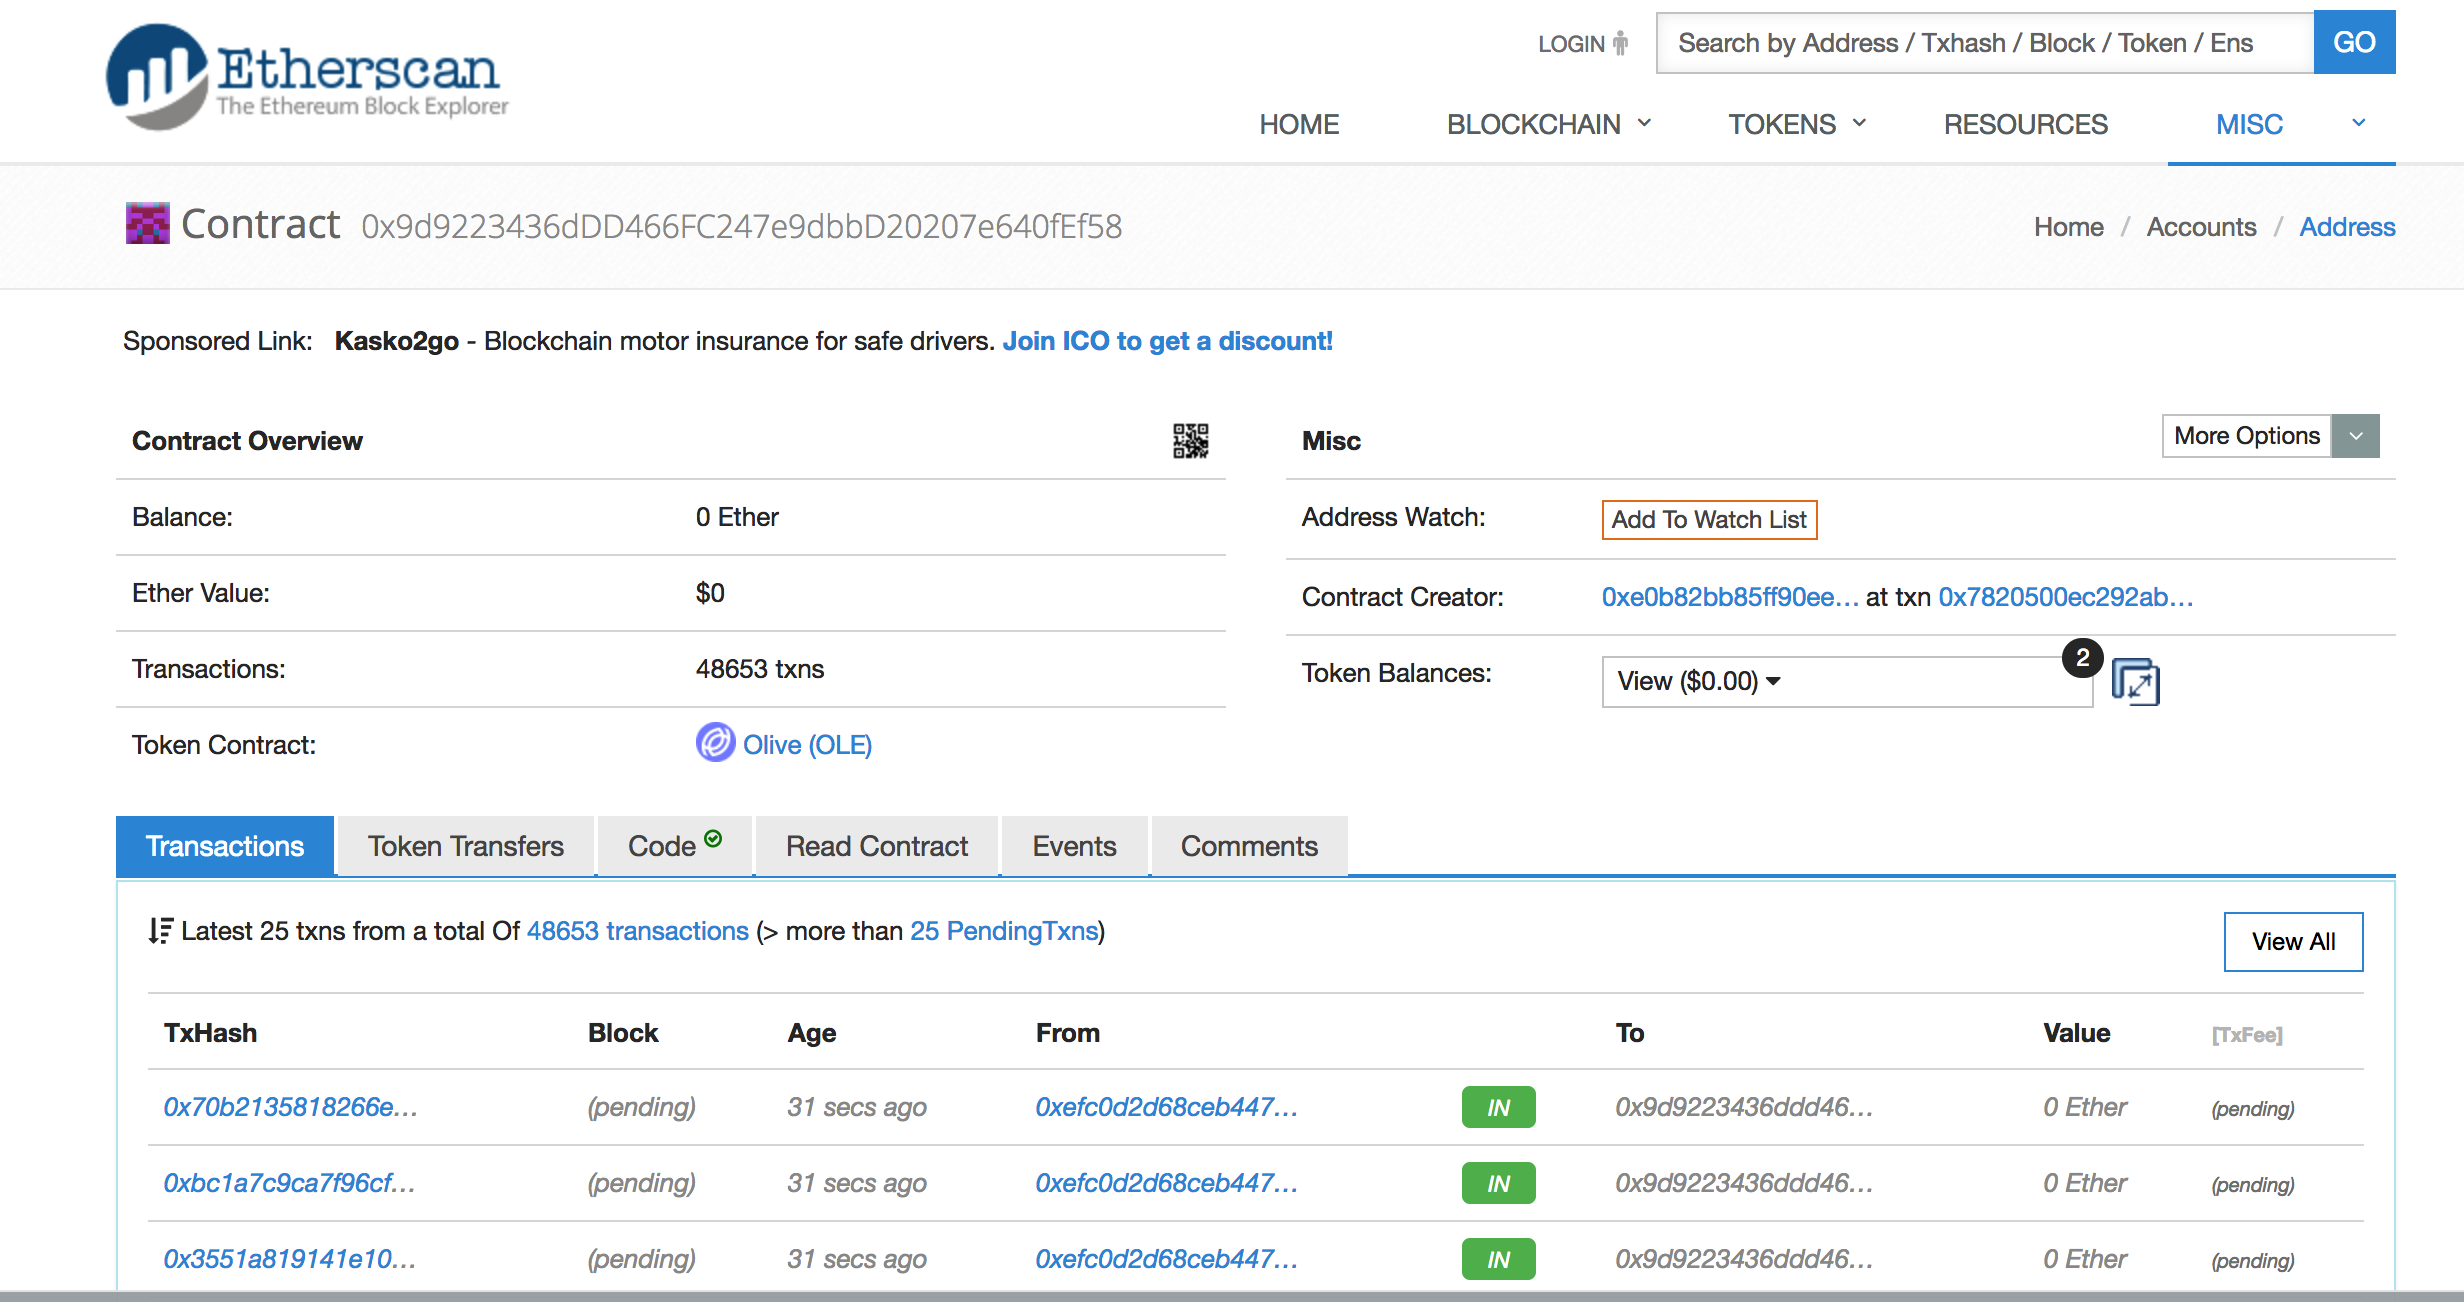 Etherscan
The Ethereum Block Explorer
LOGIN
Search by Address / Txhash / Block / Token / Ens
GO
HOME
BLOCKCHAIN
TOKENS
RESOURCES
MISC
Contract 0x9d9223436dDD466FC247e9dbbD20207e640fEf58
Home / Accounts / Address
Sponsored Link: Kasko2go - Blockchain motor insurance for safe drivers. Join ICO to get a discount!
Contract Overview
Balance: 0 Ether
Ether Value: $0
Transactions: 48653 txns
Token Contract: Olive (OLE)
Misc
More Options
Address Watch: Add To Watch List
Contract Creator: 0xe0b82bb85ff90ee... at txn 0x7820500ec292ab...
Token Balances: View ($0.00) 2
Transactions
Token Transfers
Code
Read Contract
Events
Comments
Latest 25 txns from a total Of 48653 transactions (> more than 25 PendingTxns)
View All
TxHash Block Age From To Value [TxFee]
0x70b2135818266e... (pending) 31 secs ago 0xefc0d2d68ceb447... IN 0x9d9223436ddd46... 0 Ether (pending)
0xbc1a7c9ca7f96cf... (pending) 31 secs ago 0xefc0d2d68ceb447... IN 0x9d9223436ddd46... 0 Ether (pending)
0x3551a819141e10... (pending) 31 secs ago 0xefc0d2d68ceb447... IN 0x9d9223436ddd46... 0 Ether (pending)